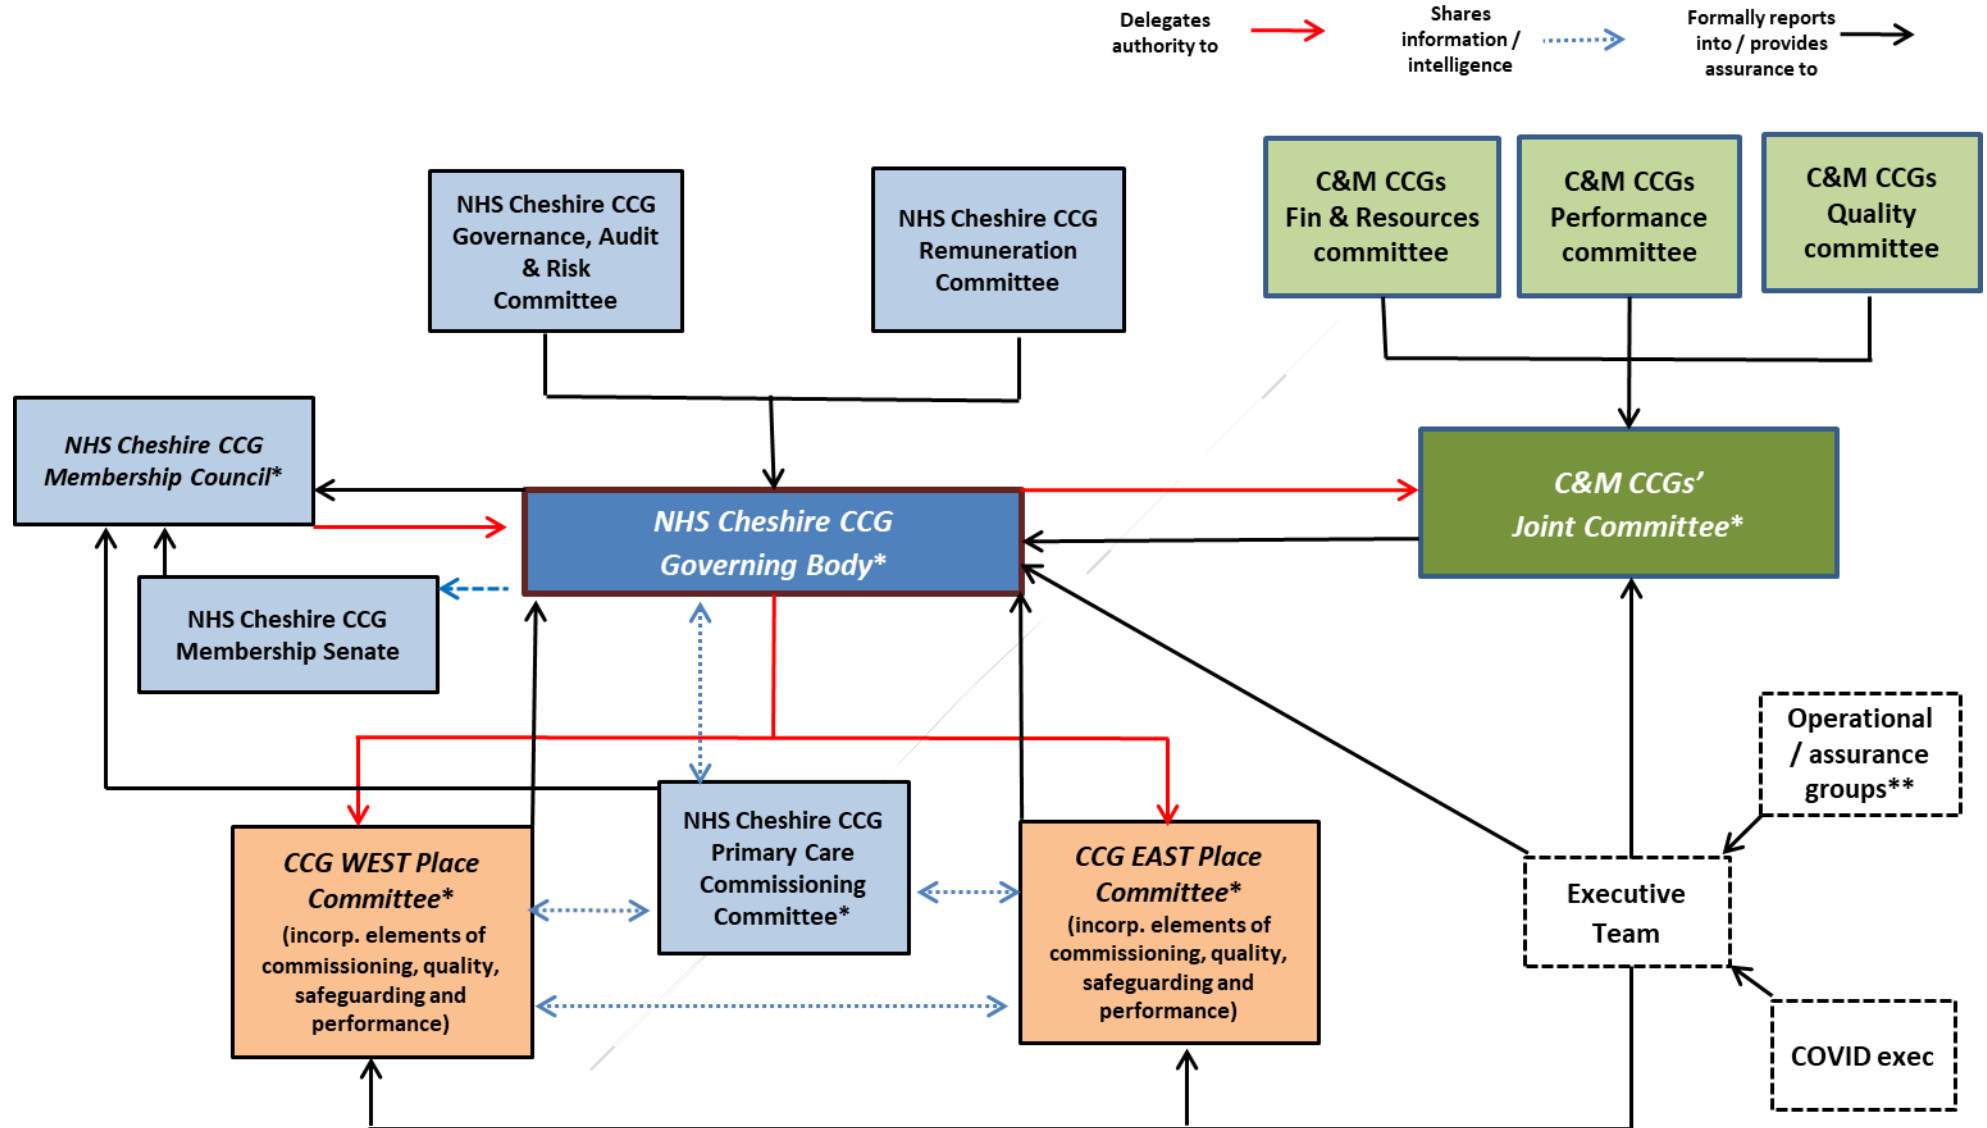 Delegates
authority to
Shares
information /
intelligence
Formally reports
into / provides
assurance to
NHS Cheshire CCG
Governance, Audit
& Risk
Committee
NHS Cheshire CCG
Remuneration
Committee
C&M CCGs
Fin & Resources
committee
C&M CCGs
Performance
committee
C&M CCGs
Quality
committee
NHS Cheshire CCG
Membership Council*
NHS Cheshire CCG
Governing Body*
C&M CCGs’
Joint Committee*
NHS Cheshire CCG
Membership Senate
Operational
/ assurance
groups**
CCG WEST Place
Committee*
(incorp. elements of
commissioning, quality,
safeguarding and
performance)
NHS Cheshire CCG
Primary Care
Commissioning
Committee*
CCG EAST Place
Committee*
(incorp. elements of
commissioning, quality,
safeguarding and
performance)
Executive
Team
COVID exec